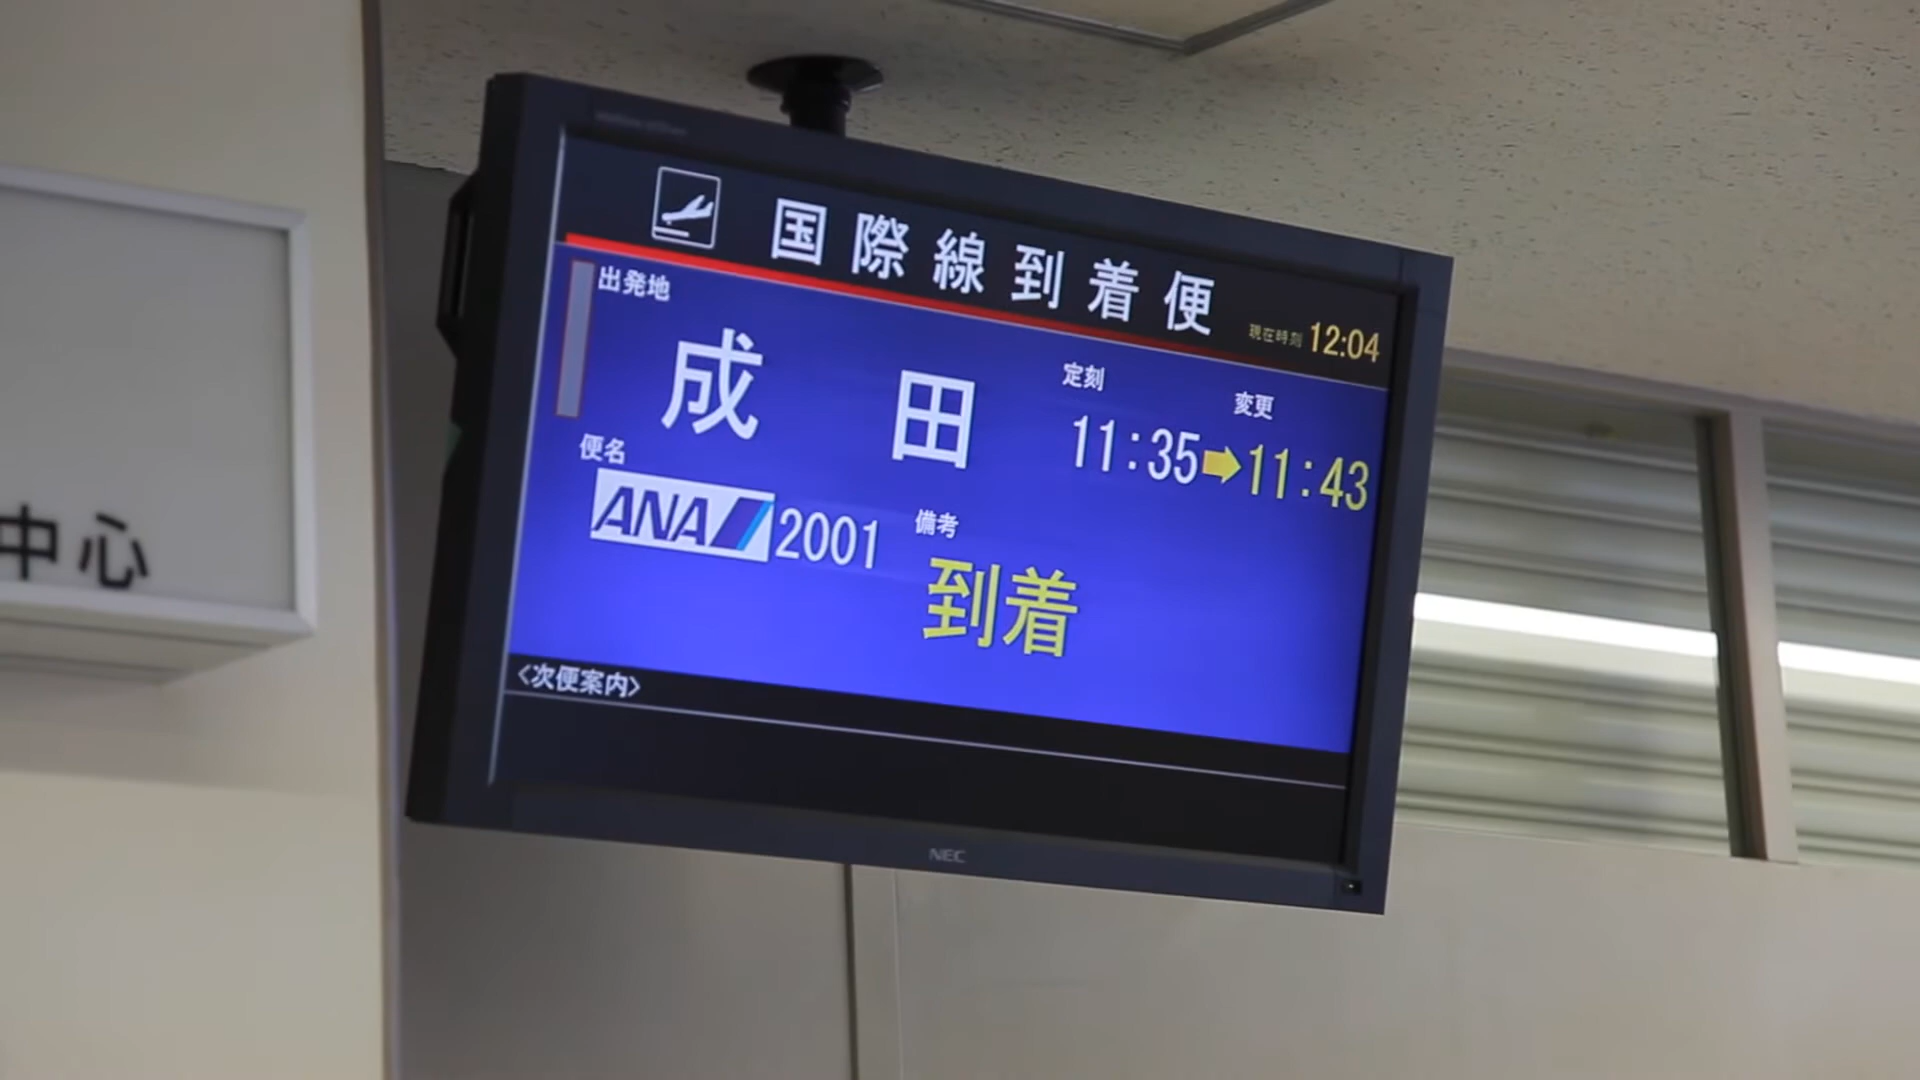 国際線到着便
現在時刻 12:04
出発地
成田
定刻 変更
11:35➡11:43
便名
ANA 2001
備考
到着
<次便案内>
NEC
中心